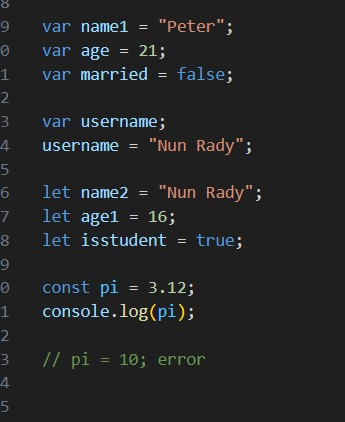 8
9 var name1 = "Peter";
0 var age = 21;
1 var married = false;
2
3 var username;
4 username = "Nun Rady";
5
6 let name2 = "Nun Rady";
7 let age1 = 16;
8 let isstudent = true;
9
0 const pi = 3.12;
1 console.log(pi);
2
3 // pi = 10; error
4
5